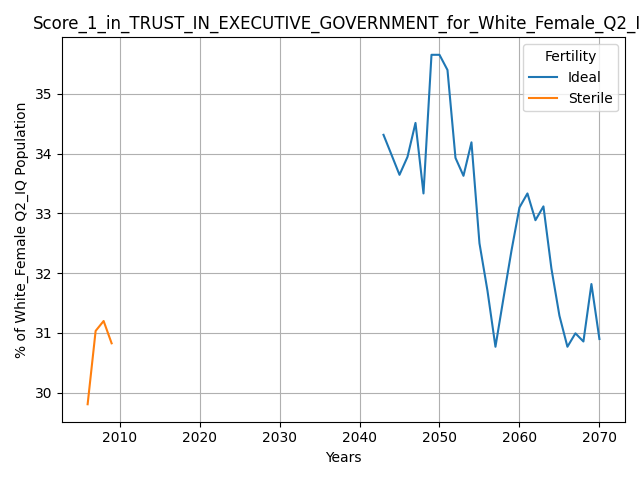 Score_1_in_TRUST_IN_EXECUTIVE_GOVERNMENT_for_White_Female_Q2_I
% of White_Female Q2_IQ Population
35
34
33
32
31
30
Fertility
Ideal
Sterile
2010 2020 2030 2040 2050 2060 2070
Years